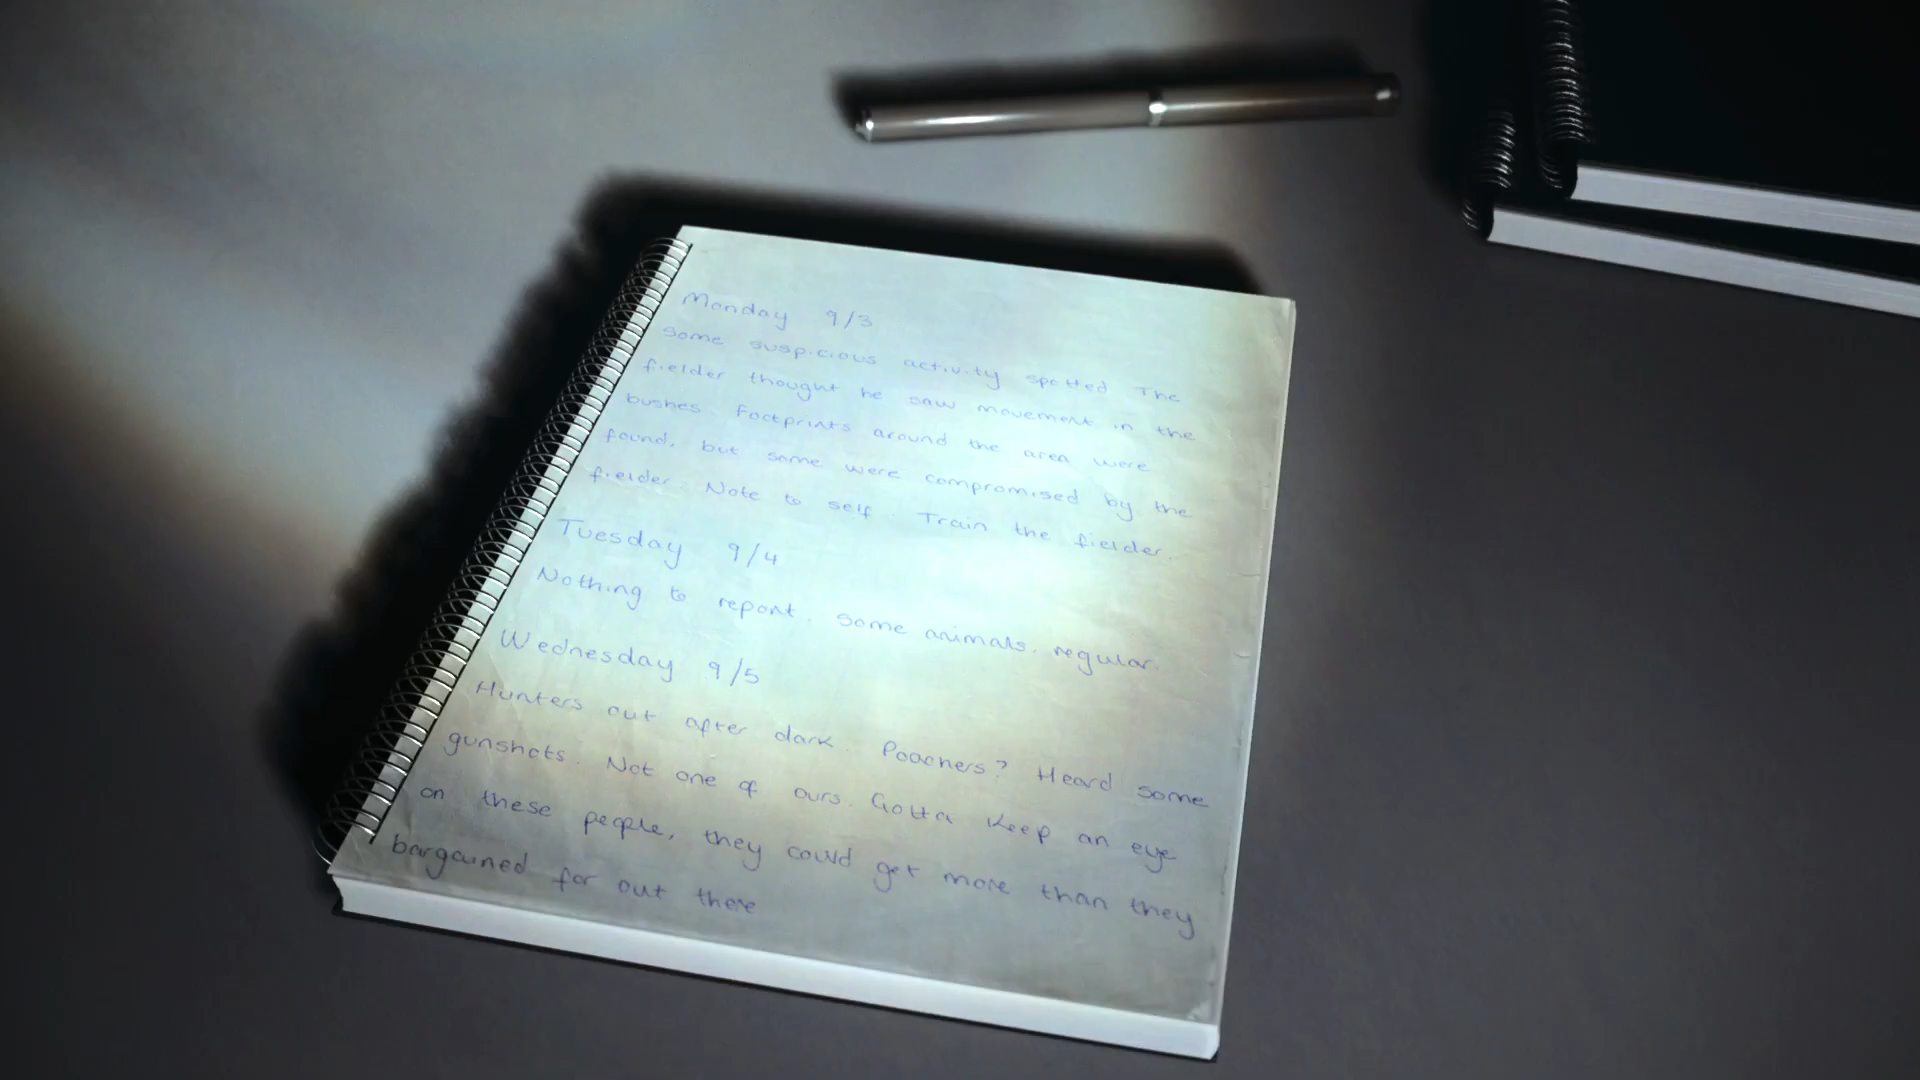 Monday 9/3
some suspicious activity spotted The
fielder thought he saw movement in the
bushes. Footprints around the area were
found, but some were compromised by the
fielder. Note to self. Train the fielder.
Tuesday 9/4
Nothing to report. some animals, regular.
Wednesday 9/5
Hunters out after dark. Poachers? Heard some
gunshots. Not one of ours. Gotta keep an eye
on these people, they could get more than they
bargained for out there